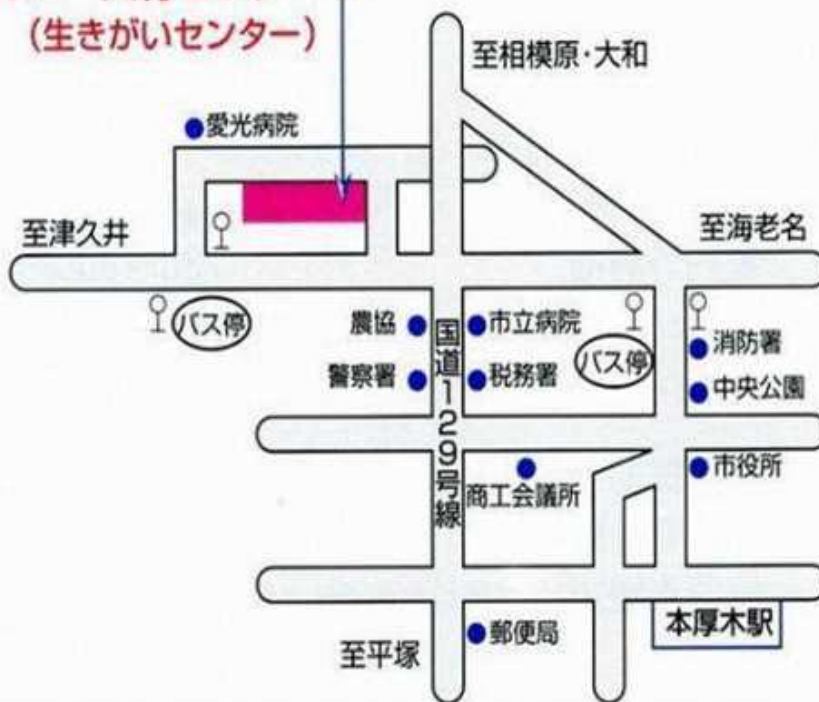 (生きがいセンター)
至相模原・大和
愛光病院
至津久井
至海老名
バス停
農協
市立病院
バス停
消防署
警察署
税務署
中央公園
国道129号線
商工会議所
市役所
本厚木駅
郵便局
至平塚